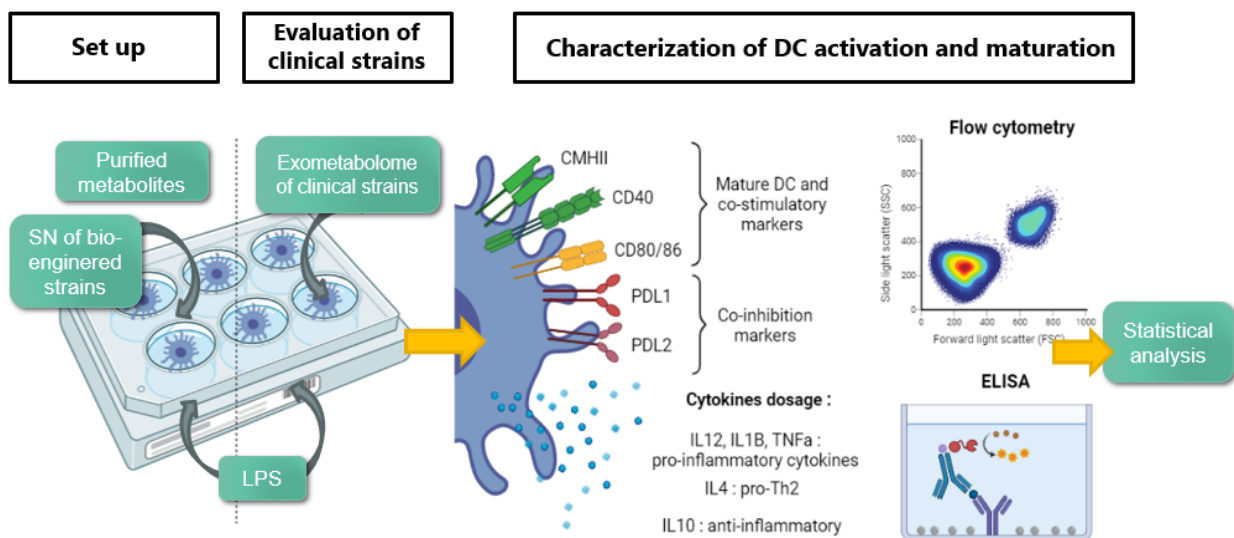 Set up
Evaluation of
clinical strains
Characterization of DC activation and maturation
Purified
metabolites
SN of bio-
enginered
strains
Exometabolome
of clinical strains
LPS
CMHII
CD40
CD80/86
PDL1
PDL2
Mature DC and
co-stimulatory
markers
Co-inhibition
markers
Cytokines dosage :
IL12, IL1B, TNFa :
pro-inflammatory cytokines
IL4 : pro-Th2
IL10 : anti-inflammatory
Flow cytometry
Side light scatter (SSC)
1000
800
600
400
200
0
0 200 400 600 800 1000
Forward light scatter (FSC)
ELISA
Statistical
analysis